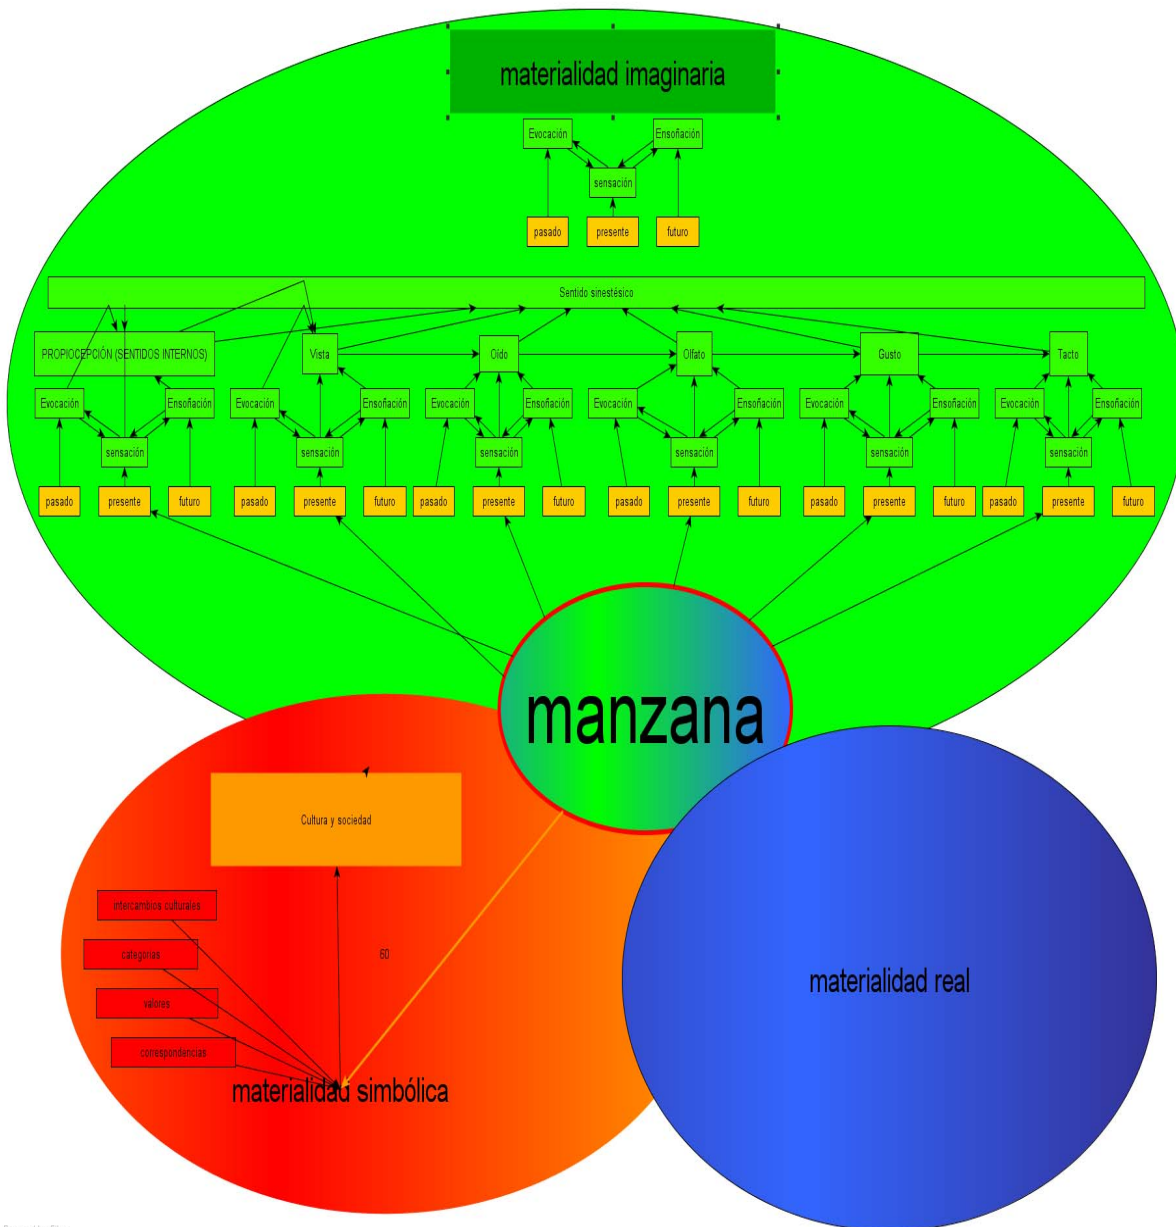 materialidad imaginaria
Evocación
Ensoñación
sensación
pasado
presente
futuro
Sentido sinestésico
PROPIOCEPCIÓN (SENTIDOS INTERNOS)
Vista
Oido
Olfato
Gusto
Tacto
Evocación
Ensoñación
Evocación
Ensoñación
Evocación
Ensoñación
Evocación
Ensoñación
Evocación
Ensoñación
Evocación
Ensoñación
sensación
sensación
sensación
sensación
sensación
sensación
pasado
presente
futuro
pasado
presente
futuro
pasado
presente
futuro
pasado
presente
futuro
pasado
presente
futuro
pasado
presente
futuro
manzana
Cultura y sociedad
intercambios culturales
categorias
60
valores
correspondencias
materialidad simbólica
materialidad real